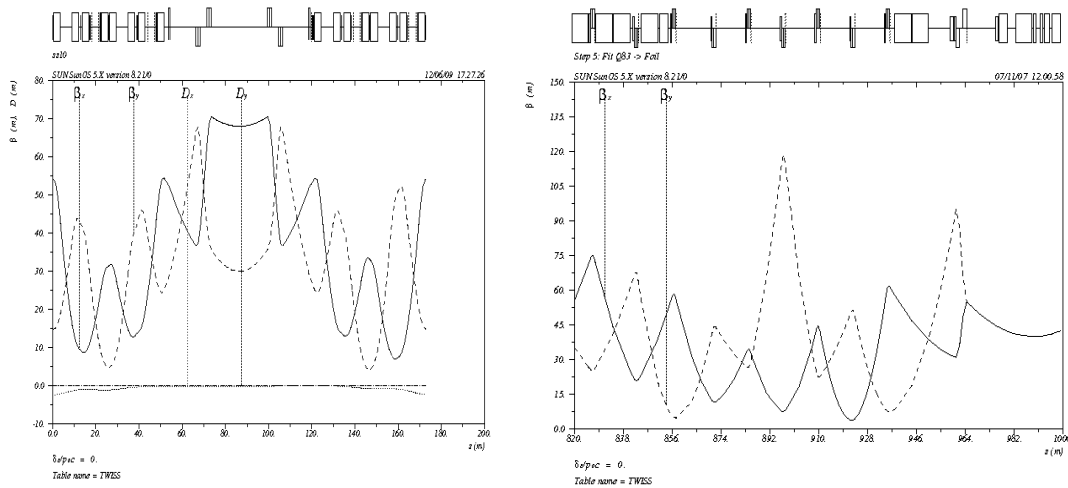 ss10
SUN SunOS 5.X version 8.21/0 12/06/09 17.27.26
β (m), D (m)
βx βy Dx Dy
80.
70.
60.
50.
40.
30.
20.
10.
0.0
-10.
0.0 20. 40. 60. 80. 100. 120. 140. 160. 180. 200.
s (m)
δE/p0c = 0.
Table name = TWISS
Step 5: Fit Q83 -> Foil
SUN SunOS 5.X version 8.21/0 07/11/07 12.00.58
β (m)
βx βy
150.
135.
120.
105.
90.
75.
60.
45.
30.
15.
0.0
820. 838. 856. 874. 892. 910. 928. 946. 964. 982. 1000
s (m)
δE/p0c = 0.
Table name = TWISS